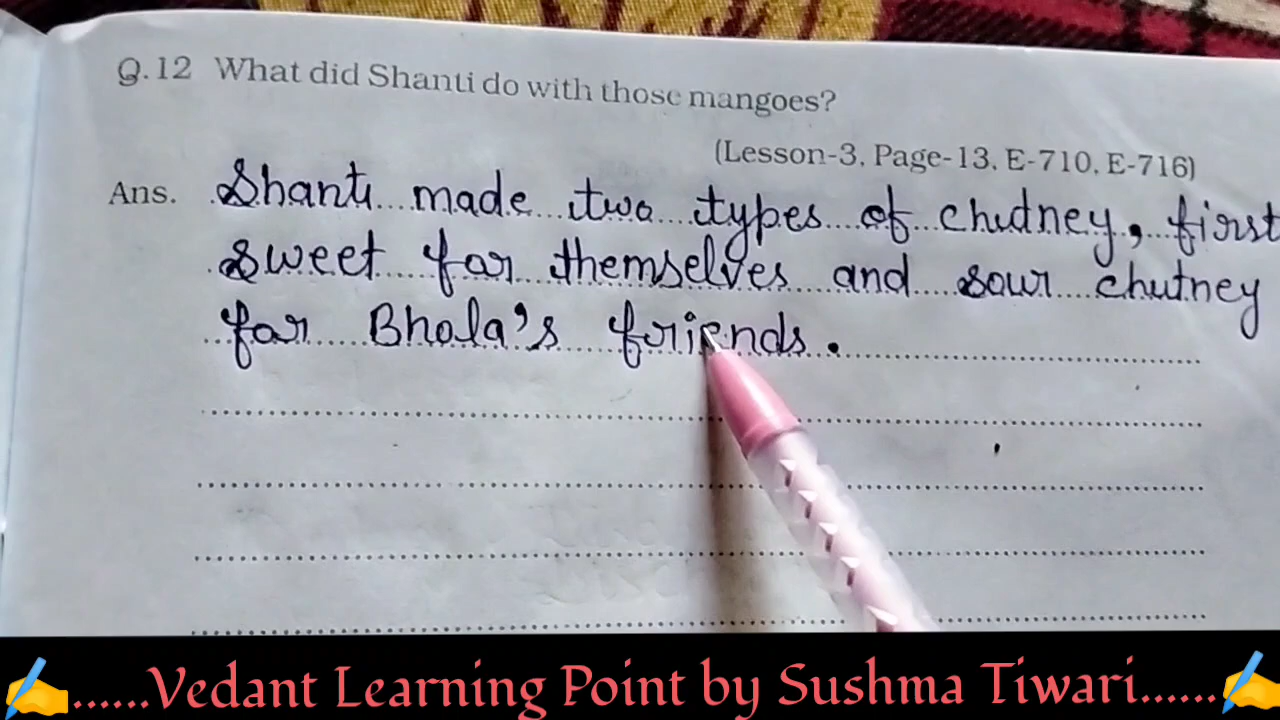 Q.12 What did Shanti do with those mangoes?
(Lesson-3, Page-13, E-710, E-716)
Ans. Shanti made two types of chutney, first
sweet for themselves and sour chutney
for Bhola's friends.
✍️......Vedant Learning Point by Sushma Tiwari......✍️